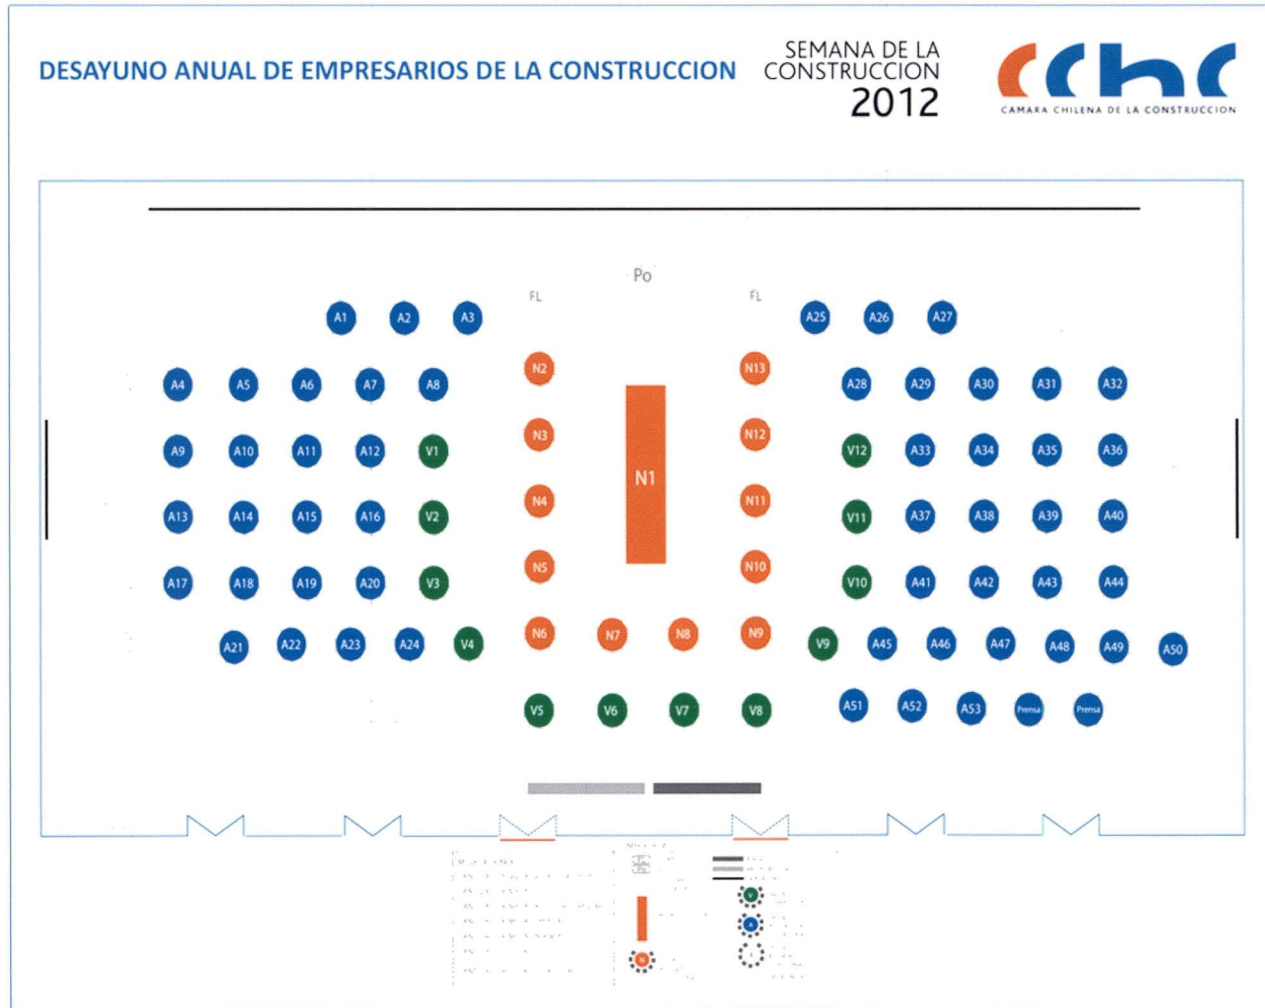 DESAYUNO ANUAL DE EMPRESARIOS DE LA CONSTRUCCION
SEMANA DE LA
CONSTRUCCION
2012
cchc
CAMARA CHILENA DE LA CONSTRUCCION
Po
FL FL
A1 A2 A3 A25 A26 A27
N2 N13
A4 A5 A6 A7 A8 A28 A29 A30 A31 A32
N3 N12
A9 A10 A11 A12 V1 V12 A33 A34 A35 A36
N1
N4 N11
A13 A14 A15 A16 V2 V11 A37 A38 A39 A40
N5 N10
A17 A18 A19 A20 V3 V10 A41 A42 A43 A44
N6 N7 N8 N9
A21 A22 A23 A24 V4 V9 A45 A46 A47 A48 A49 A50
V5 V6 V7 V8 A51 A52 A53 Prensa Prensa
V
A
N